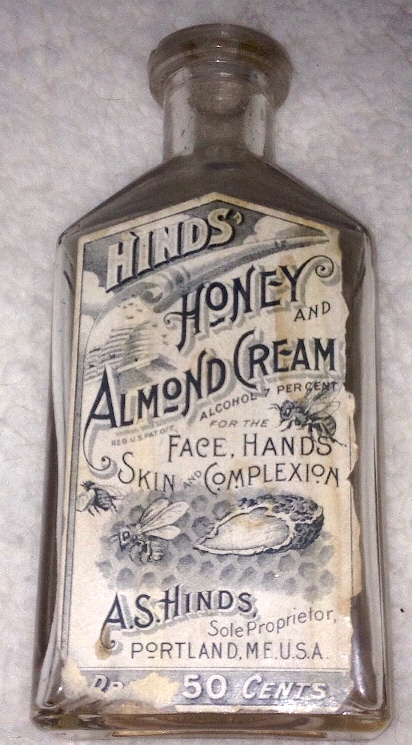 HINDS'
HONEY
AND
ALMOND CREAM
ALCOHOL 7 PER CENT
REG. U.S. PAT. OFF.
FOR THE
FACE, HANDS
SKIN AND COMPLEXION
A.S. HINDS,
Sole Proprietor,
PORTLAND, ME. U.S.A.
50 CENTS